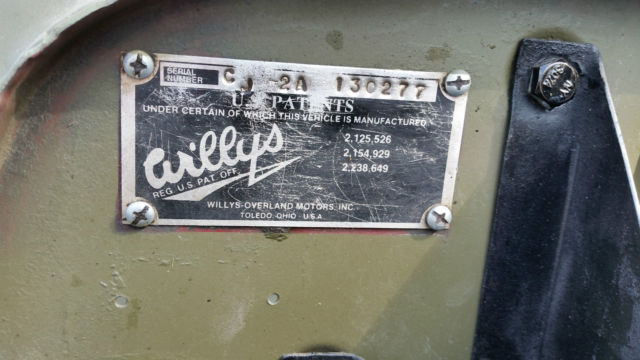 SERIAL NUMBER CJ 2A 130277
U.S. PATENTS
UNDER CERTAIN OF WHICH THIS VEHICLE IS MANUFACTURED
Willys
REG. U.S. PAT. OFF.
2,125,526
2,154,929
2,238,649
WILLYS-OVERLAND MOTORS, INC.
TOLEDO, OHIO - U.S.A